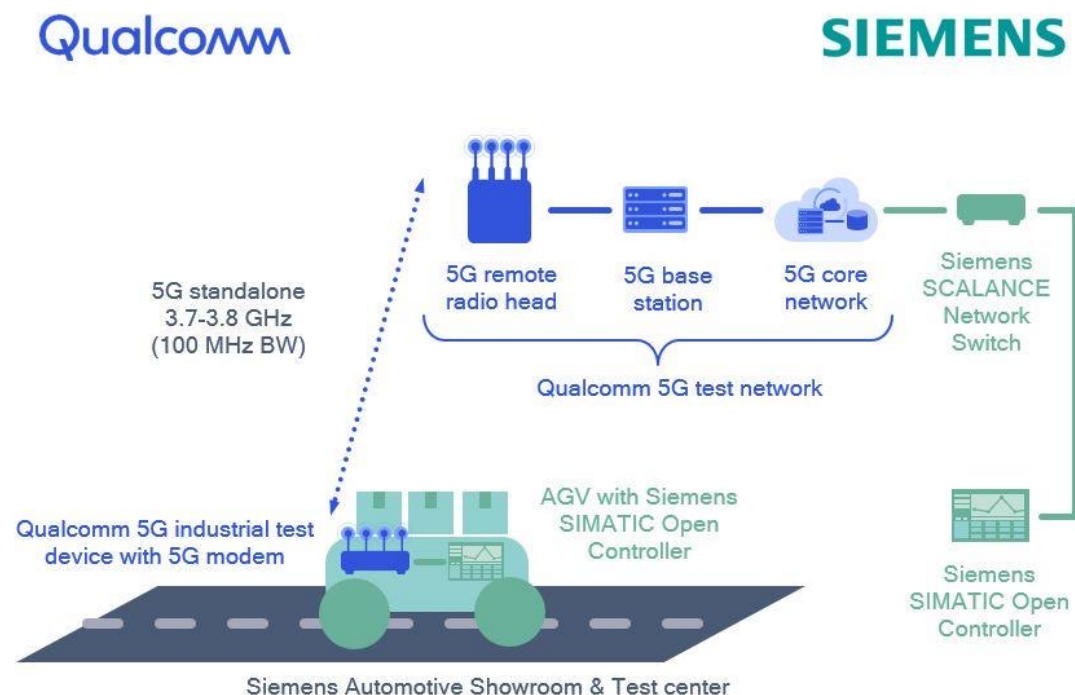 Qualcomm
SIEMENS
5G remote
radio head
5G base
station
5G core
network
Siemens
SCALANCE
Network
Switch
5G standalone
3.7-3.8 GHz
(100 MHz BW)
Qualcomm 5G test network
Qualcomm 5G industrial test
device with 5G modem
AGV with Siemens
SIMATIC Open
Controller
Siemens
SIMATIC Open
Controller
Siemens Automotive Showroom & Test center